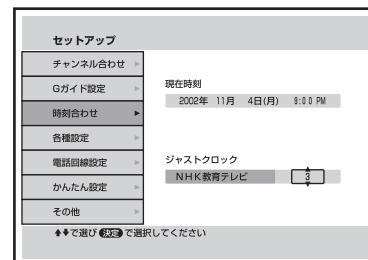 セットアップ
チャンネル合わせ
Gガイド設定
時刻合わせ
各種設定
電話回線設定
かんたん設定
その他
現在時刻
2002年 11月 4日(月) 9:00 PM
ジャストクロック
NHK教育テレビ 3
で選び 決定 で選択してください